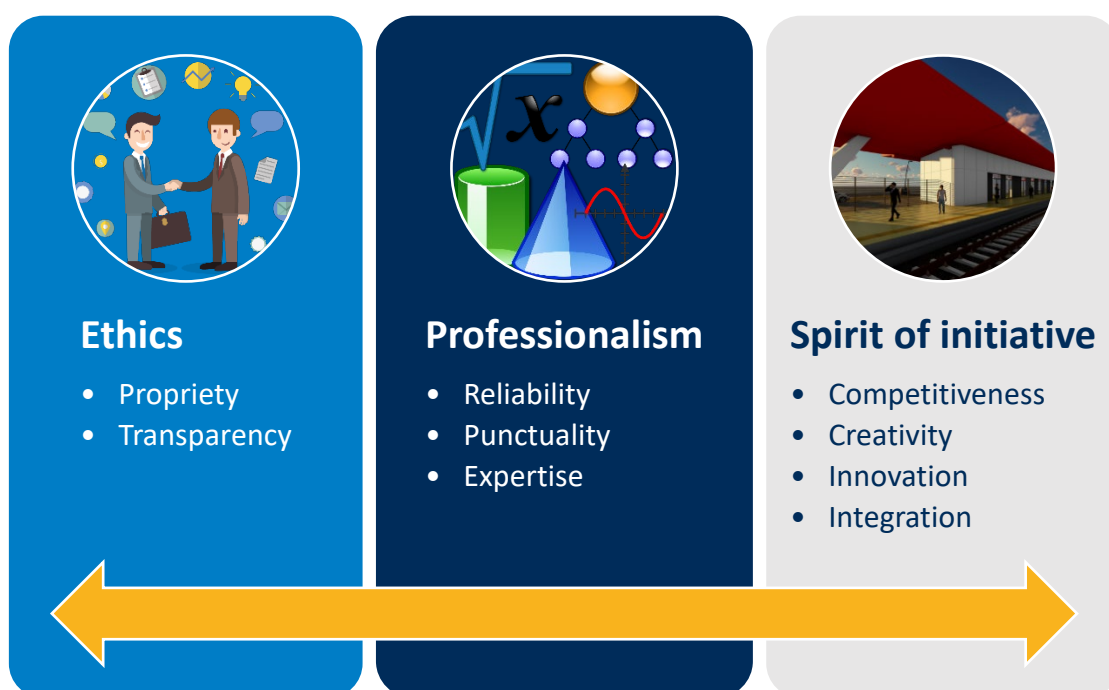 Ethics
• Propriety
• Transparency
x
Professionalism
• Reliability
• Punctuality
• Expertise
Spirit of initiative
• Competitiveness
• Creativity
• Innovation
• Integration